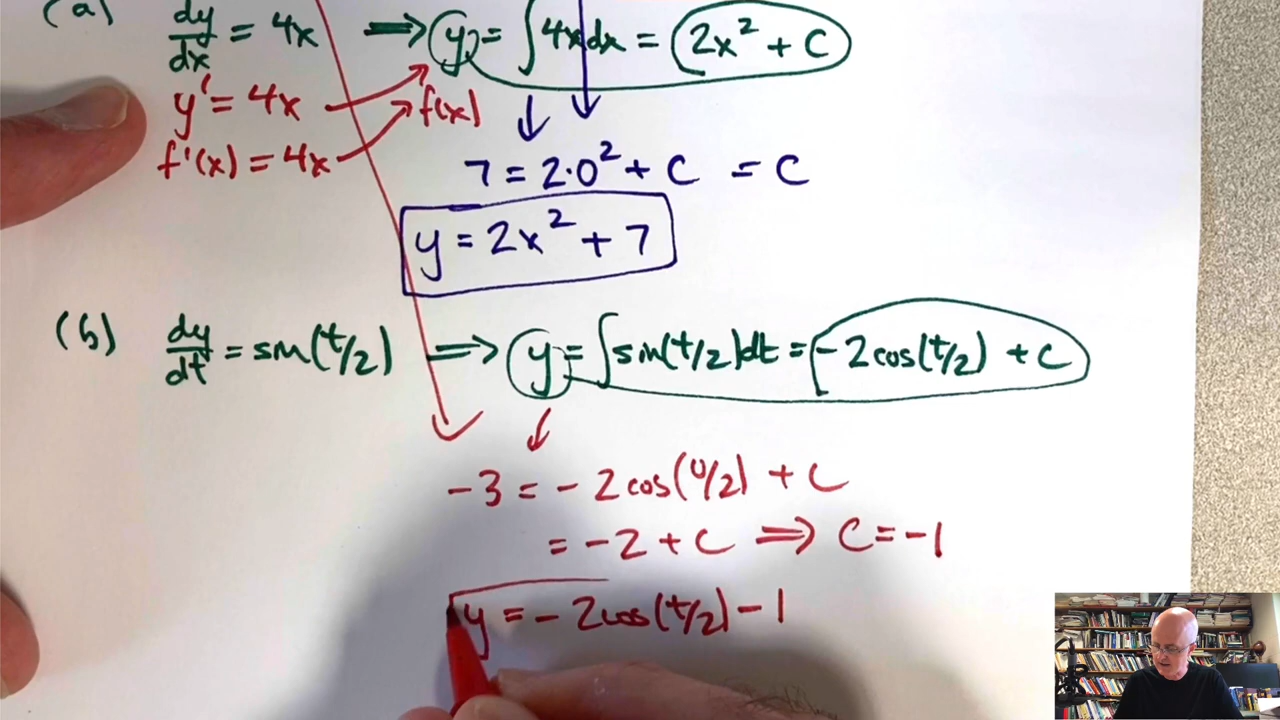 (a) dy/dx = 4x ⟹ y = ∫4x dx = 2x² + C
y' = 4x
f(x)
f'(x) = 4x
7 = 2·0² + C = C
y = 2x² + 7
(b) dy/dt = sin(t/2) ⟹ y = ∫sin(t/2)dt = -2cos(t/2) + C
-3 = -2cos(0/2) + C
= -2 + C ⟹ C = -1
y = -2cos(t/2) - 1